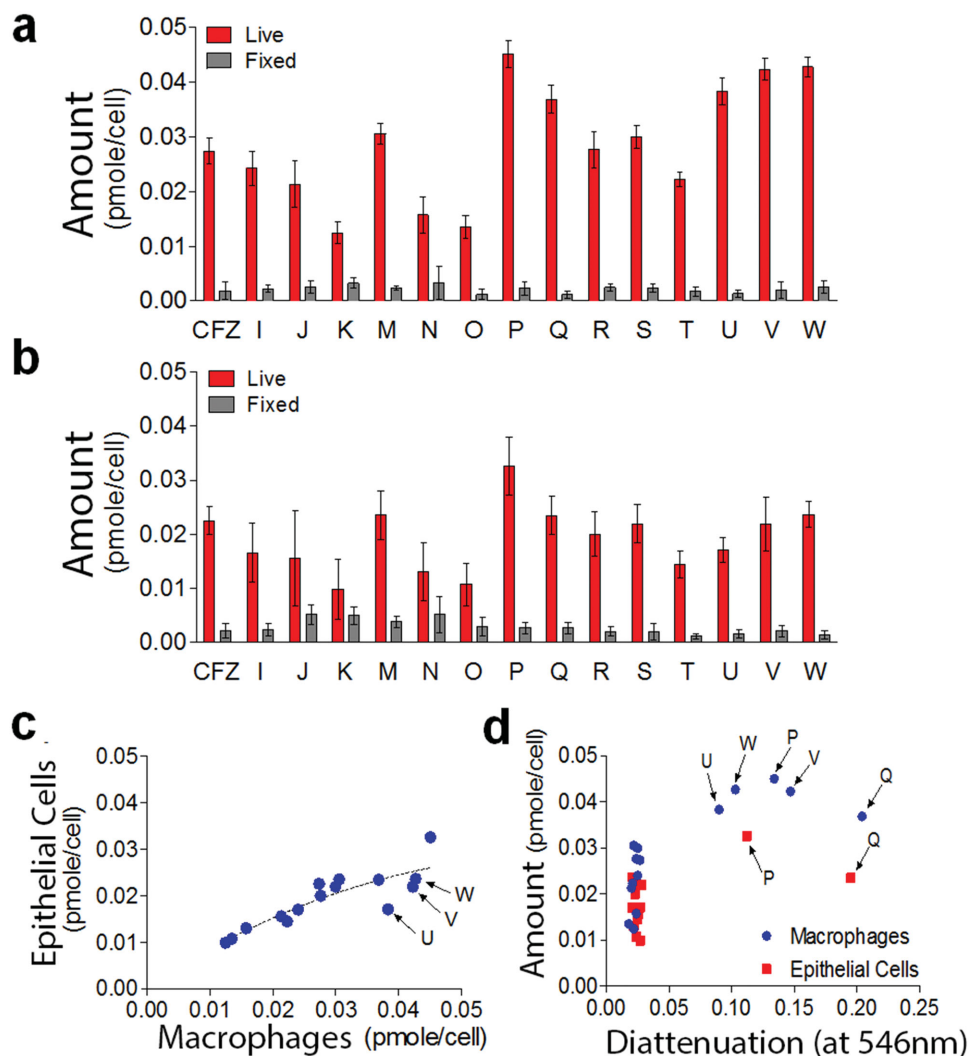 a
Live
Fixed
Amount
(pmole/cell)
0.05
0.04
0.03
0.02
0.01
0.00
CFZ I J K M N O P Q R S T U V W
b
Live
Fixed
Amount
(pmole/cell)
0.05
0.04
0.03
0.02
0.01
0.00
CFZ I J K M N O P Q R S T U V W
c
Epithelial Cells
(pmole/cell)
0.05
0.04
0.03
0.02
0.01
0.00
W
V
U
0.00 0.01 0.02 0.03 0.04 0.05
Macrophages (pmole/cell)
d
Amount (pmole/cell)
0.05
0.04
0.03
0.02
0.01
0.00
U
W
P
V
Q
P
Q
Macrophages
Epithelial Cells
0.00 0.05 0.10 0.15 0.20 0.25
Diattenuation (at 546nm)